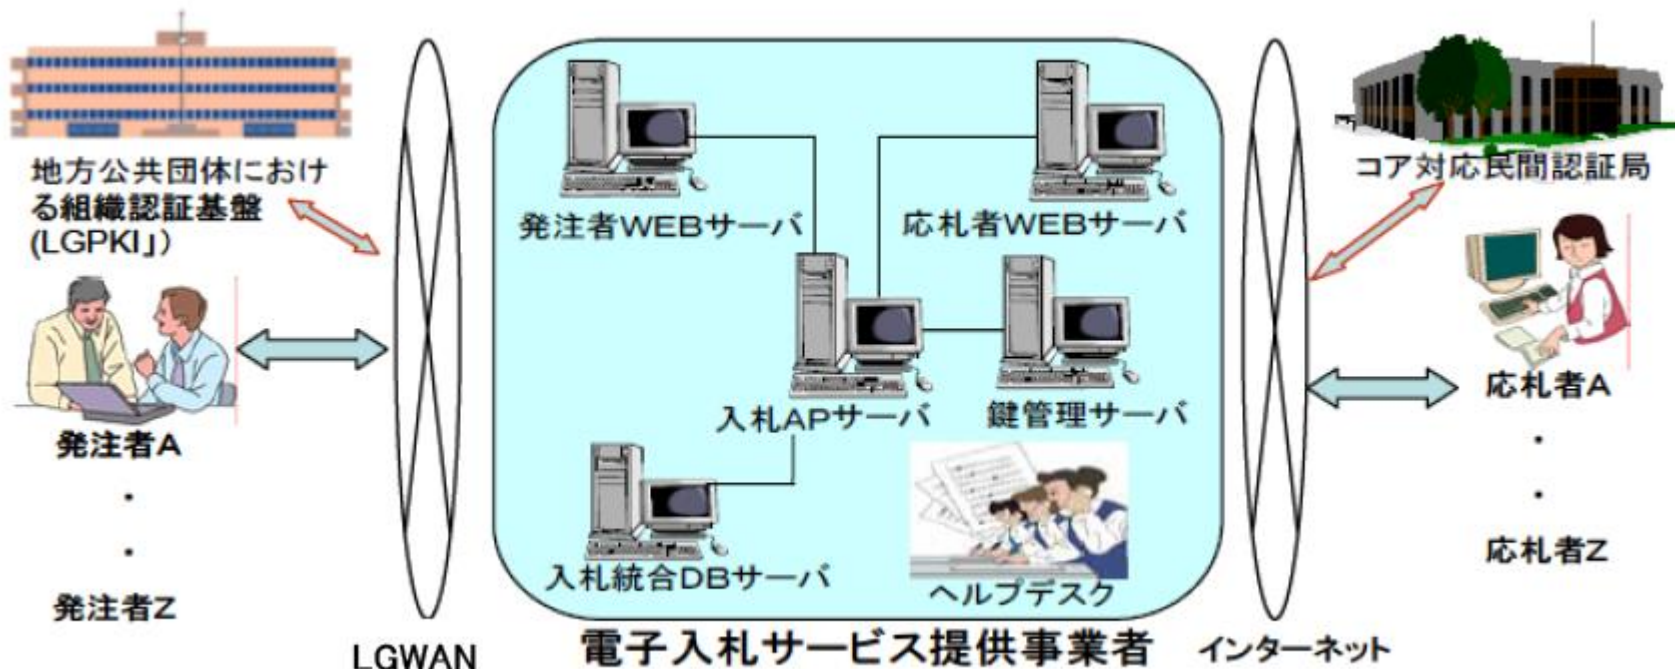 地方公共団体におけ
る組織認証基盤
(LGPKI」)
発注者A
・
・
発注者Z
LGWAN
発注者WEBサーバ
応札者WEBサーバ
入札APサーバ
鍵管理サーバ
入札統合DBサーバ
ヘルプデスク
電子入札サービス提供事業者
インターネット
コア対応民間認証局
応札者A
・
・
応札者Z